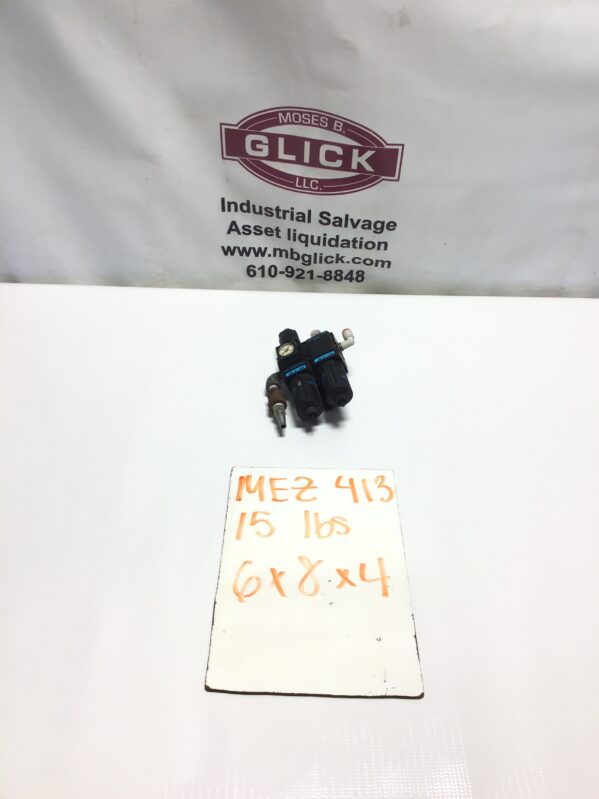 MOSES B.
GLICK
LLC.
Industrial Salvage
Asset liquidation
www.mbglick.com
610-921-8848
MEZ 413
15 lbs
6x8x4